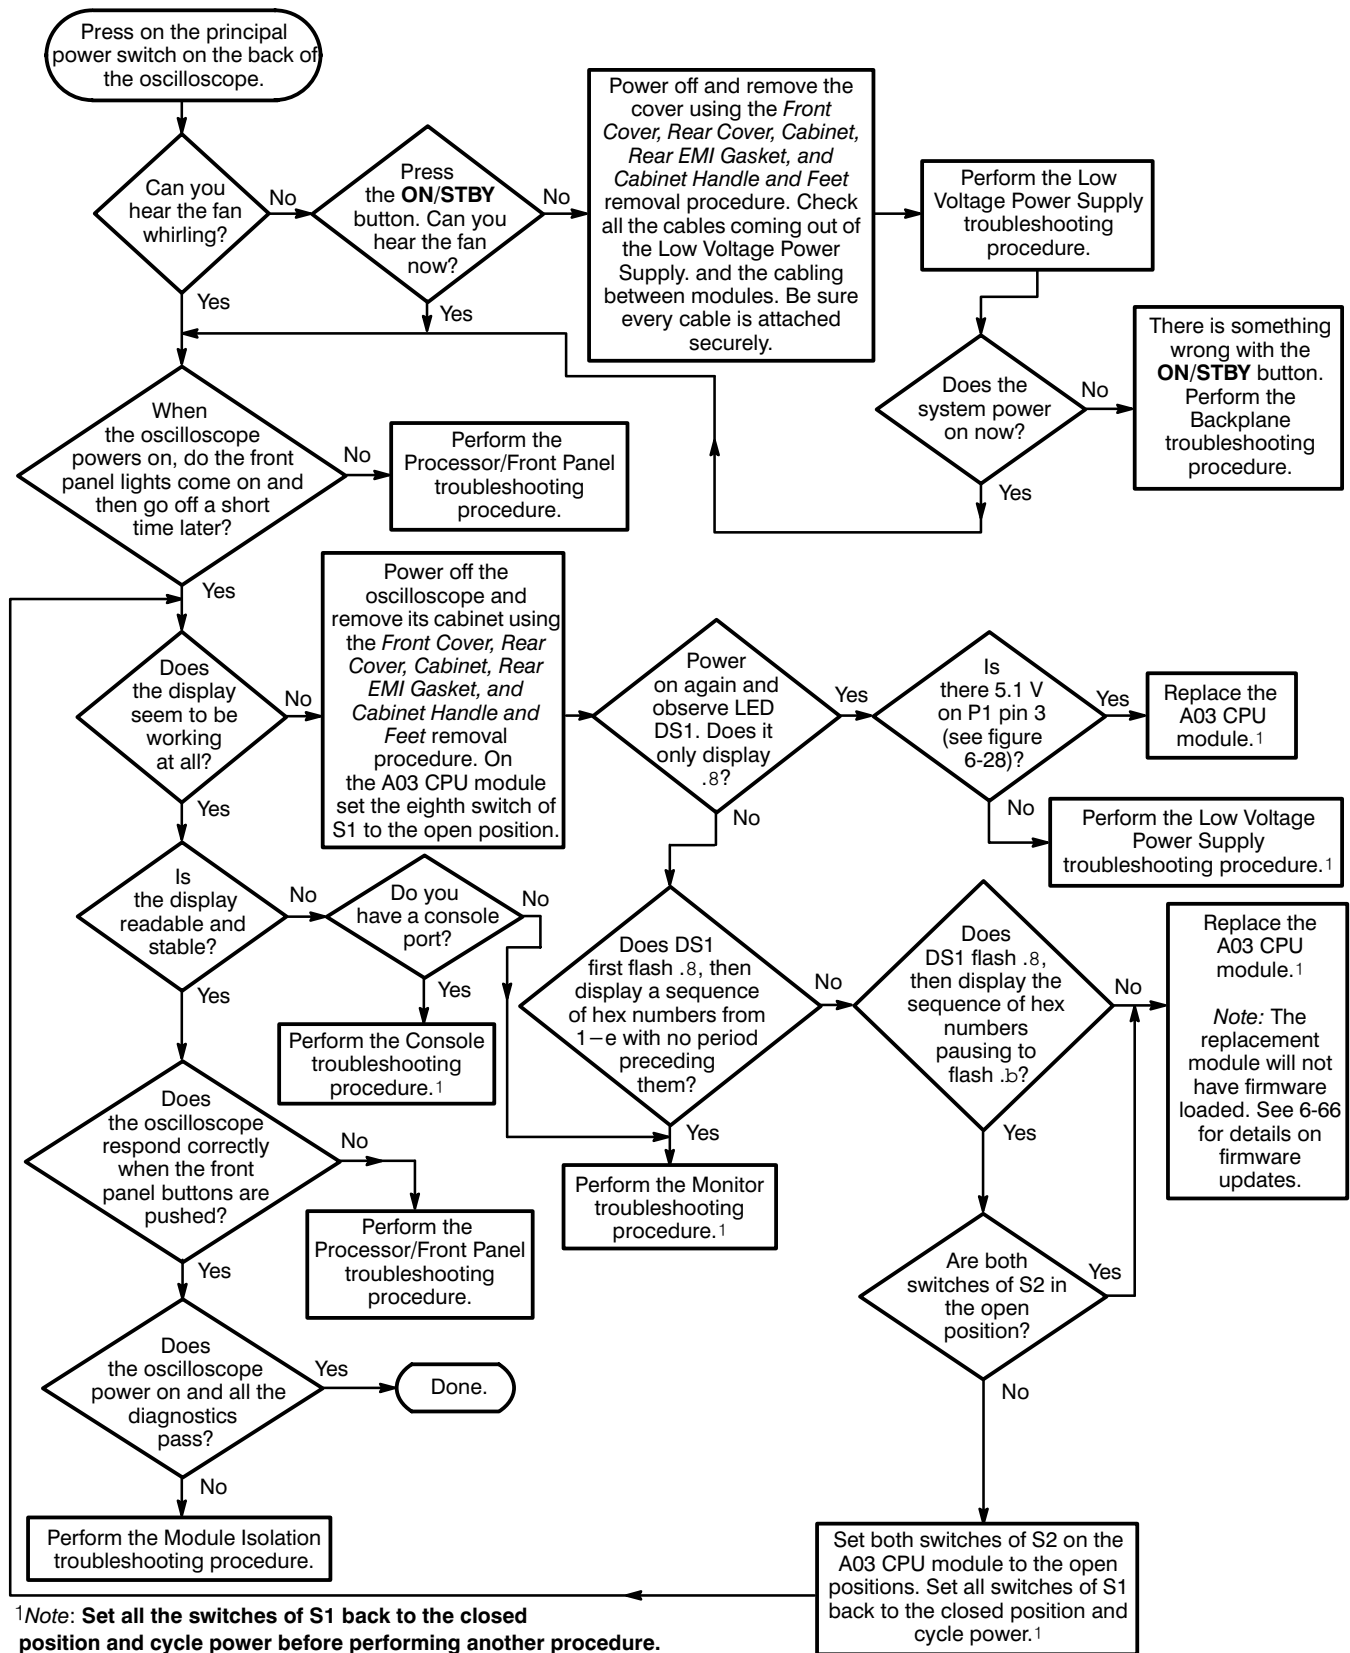 Press on the principal
power switch on the back of
the oscilloscope.
Can you
hear the fan
whirling?
No
Yes
Press
the ON/STBY
button. Can you
hear the fan
now?
No
Yes
Power off and remove the
cover using the Front
Cover, Rear Cover, Cabinet,
Rear EMI Gasket, and
Cabinet Handle and Feet
removal procedure. Check
all the cables coming out of
the Low Voltage Power
Supply. and the cabling
between modules. Be sure
every cable is attached
securely.
Perform the Low
Voltage Power Supply
troubleshooting
procedure.
Does the
system power
on now?
No
Yes
There is something
wrong with the
ON/STBY button.
Perform the
Backplane
troubleshooting
procedure.
When
the oscilloscope
powers on, do the front
panel lights come on and
then go off a short
time later?
No
Yes
Perform the
Processor/Front Panel
troubleshooting
procedure.
Does
the display
seem to be
working
at all?
No
Yes
Power off the
oscilloscope and
remove its cabinet using
the Front Cover, Rear
Cover, Cabinet, Rear
EMI Gasket, and
Cabinet Handle and
Feet removal
procedure. On
the A03 CPU module
set the eighth switch of
S1 to the open position.
Power
on again and
observe LED
DS1. Does it
only display
.8?
Yes
No
Is
there 5.1 V
on P1 pin 3
(see figure
6-28)?
Yes
No
Replace the
A03 CPU
module.1
Perform the Low Voltage
Power Supply
troubleshooting procedure.1
Is
the display
readable and
stable?
No
Yes
Do you
have a console
port?
No
Yes
Perform the Console
troubleshooting
procedure.1
Does DS1
first flash .8, then
display a sequence
of hex numbers from
1–e with no period
preceding
them?
No
Yes
Perform the Monitor
troubleshooting
procedure.1
Does
DS1 flash .8,
then display the
sequence of hex
numbers
pausing to
flash .b?
No
Yes
Replace the
A03 CPU
module.1
Note: The
replacement
module will not
have firmware
loaded. See 6-66
for details on
firmware
updates.
Does
the oscilloscope
respond correctly
when the front
panel buttons are
pushed?
No
Yes
Perform the
Processor/Front Panel
troubleshooting
procedure.
Are both
switches of S2 in
the open
position?
Yes
No
Does
the oscilloscope
power on and all the
diagnostics
pass?
Yes
No
Done.
Perform the Module Isolation
troubleshooting procedure.
Set both switches of S2 on the
A03 CPU module to the open
positions. Set all switches of S1
back to the closed position and
cycle power.1
1Note: Set all the switches of S1 back to the closed
position and cycle power before performing another procedure.